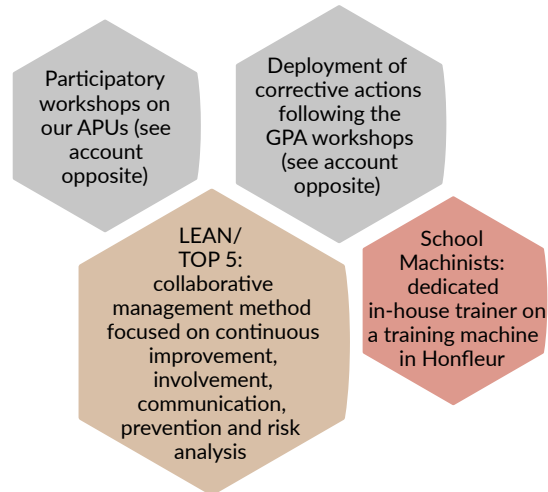 Participatory
workshops on
our APUs (see
account
opposite)
Deployment of
corrective actions
following the
GPA workshops
(see account
opposite)
LEAN/
TOP 5:
collaborative
management method
focused on continuous
improvement,
involvement,
communication,
prevention and risk
analysis
School
Machinists:
dedicated
in-house trainer on
a training machine
in Honfleur